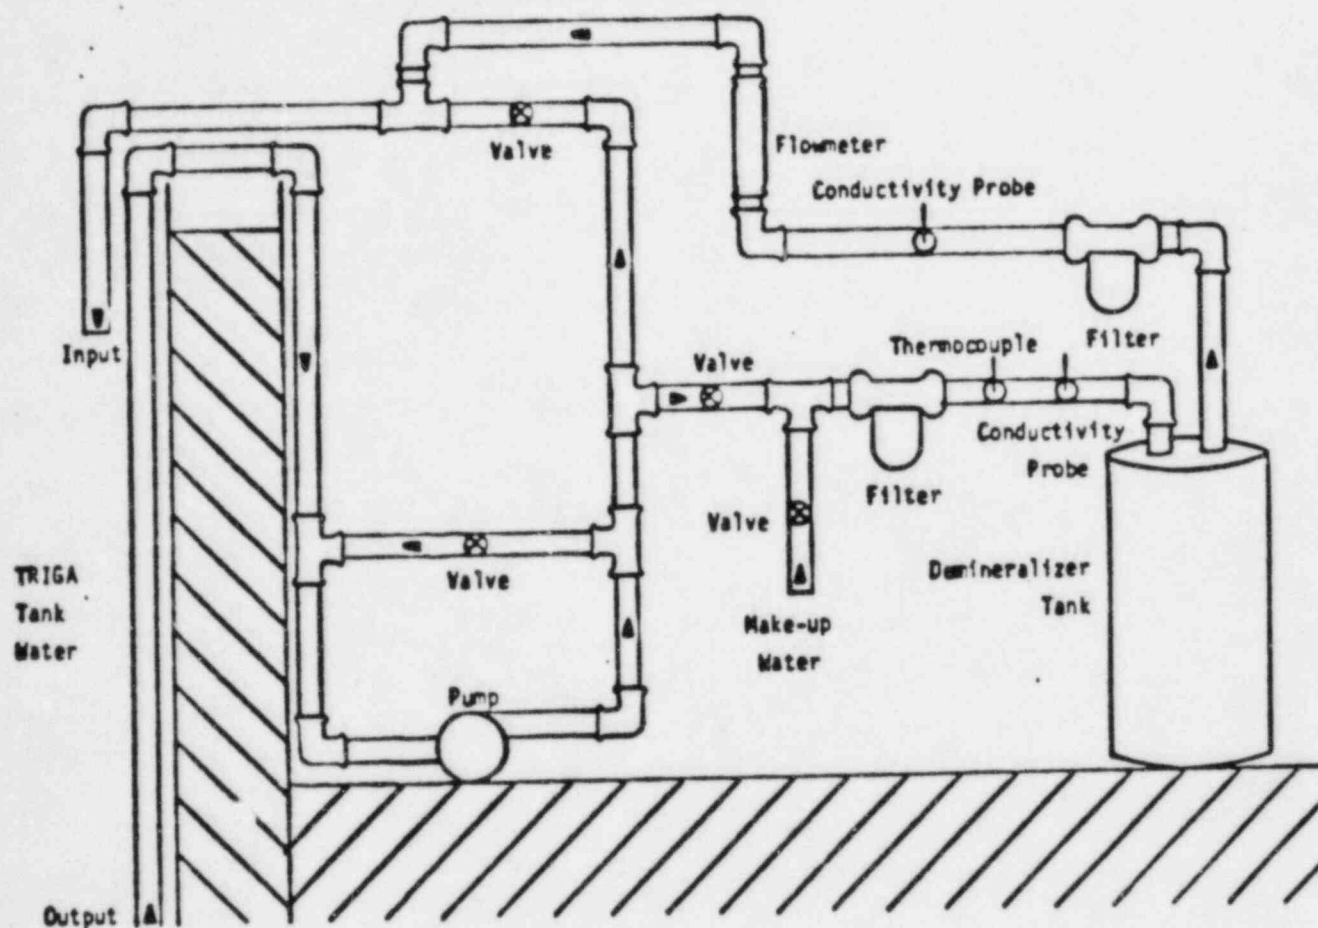 Valve
Flowmeter
Conductivity Probe
Input
Valve
Thermocouple
Filter
Conductivity
Probe
Filter
Valve
Valve
TRIGA
Tank
Water
Demineralizer
Tank
Make-up
Water
Pump
Output